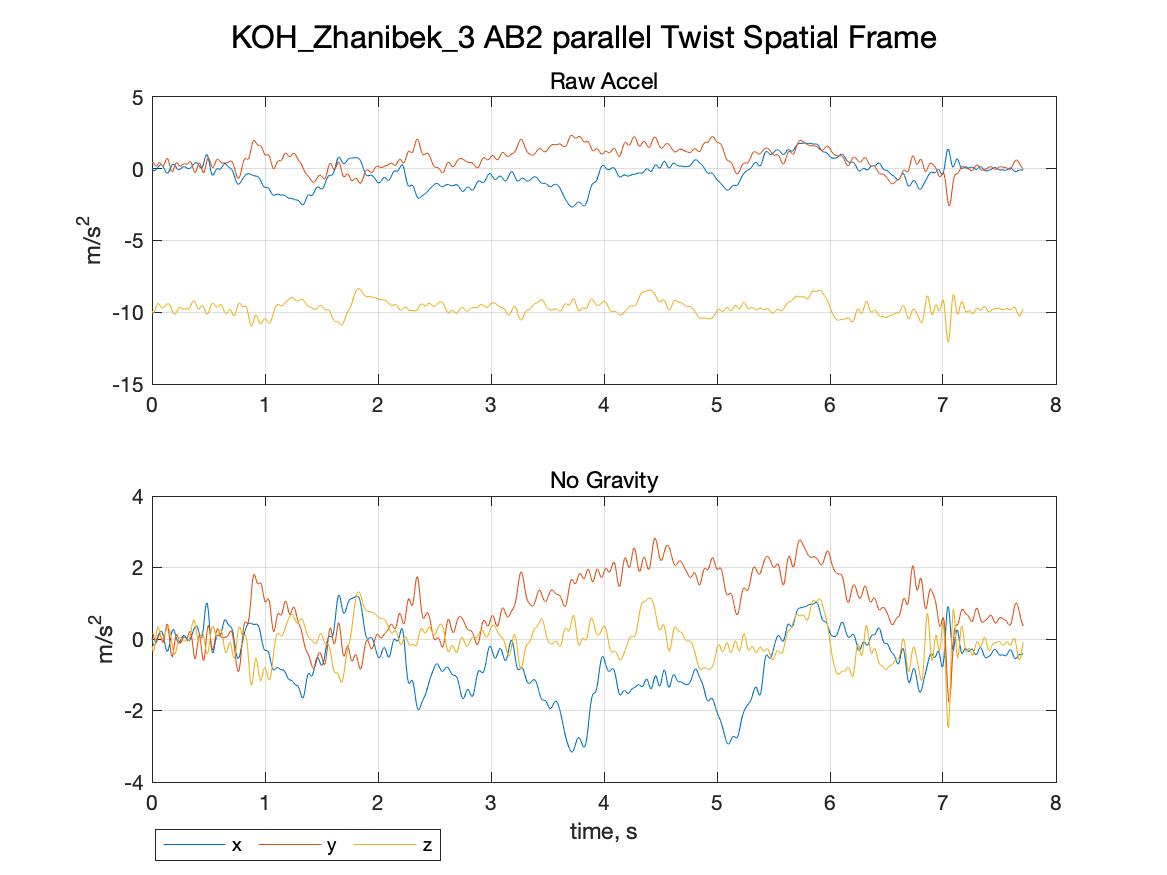 KOH_Zhanibek_3 AB2 parallel Twist Spatial Frame
Raw Accel
5
0
-5
-10
-15
m/s²
0 1 2 3 4 5 6 7 8
No Gravity
4
2
0
-2
-4
m/s²
0 1 2 3 4 5 6 7 8
time, s
x y z